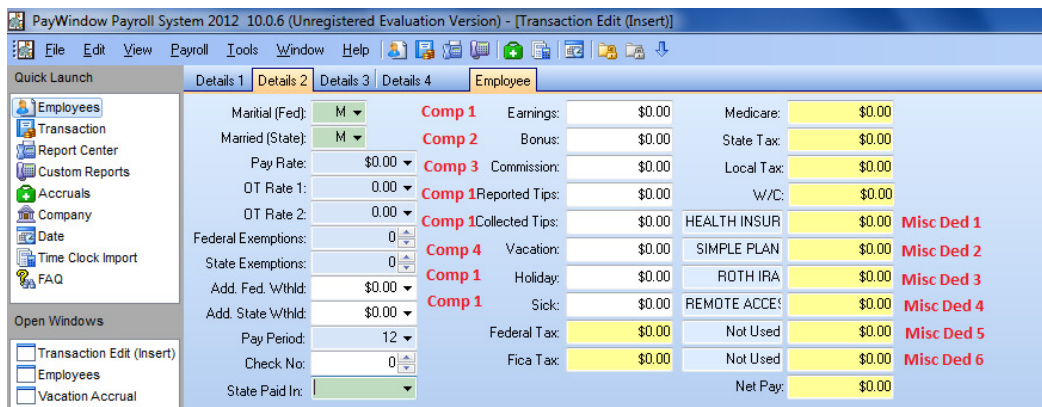 PayWindow Payroll System 2012 10.0.6 (Unregistered Evaluation Version) - [Transaction Edit (Insert)]
File Edit View Payroll Tools Window Help
Quick Launch
Employees
Transaction
Report Center
Custom Reports
Accruals
Company
Date
Time Clock Import
FAQ
Open Windows
Transaction Edit (Insert)
Employees
Vacation Accrual
Details 1 Details 2 Details 3 Details 4 Employee
Maritial (Fed): M Comp 1 Earnings: $0.00 Medicare: $0.00
Married (State): M Comp 2 Bonus: $0.00 State Tax: $0.00
Pay Rate: $0.00 Comp 3 Commission: $0.00 Local Tax: $0.00
OT Rate 1: 0.00 Comp 1 Reported Tips: $0.00 W/C: $0.00
OT Rate 2: 0.00 Comp 1 Collected Tips: $0.00 HEALTH INSUR $0.00 Misc Ded 1
Federal Exemptions: 0 Comp 4 Vacation: $0.00 SIMPLE PLAN $0.00 Misc Ded 2
State Exemptions: 0 Comp 1 Holiday: $0.00 ROTH IRA $0.00 Misc Ded 3
Add. Fed. Wthld: $0.00 Comp 1 Sick: $0.00 REMOTE ACCES $0.00 Misc Ded 4
Add. State Wthld: $0.00 Federal Tax: $0.00 Not Used $0.00 Misc Ded 5
Pay Period: 12 Fica Tax: $0.00 Not Used $0.00 Misc Ded 6
Check No: 0 Net Pay: $0.00
State Paid In: